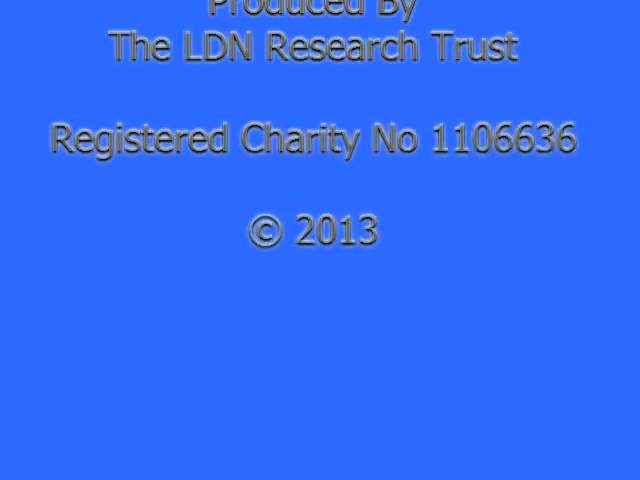 Produced By
The LDN Research Trust
Registered Charity No 1106636
© 2013